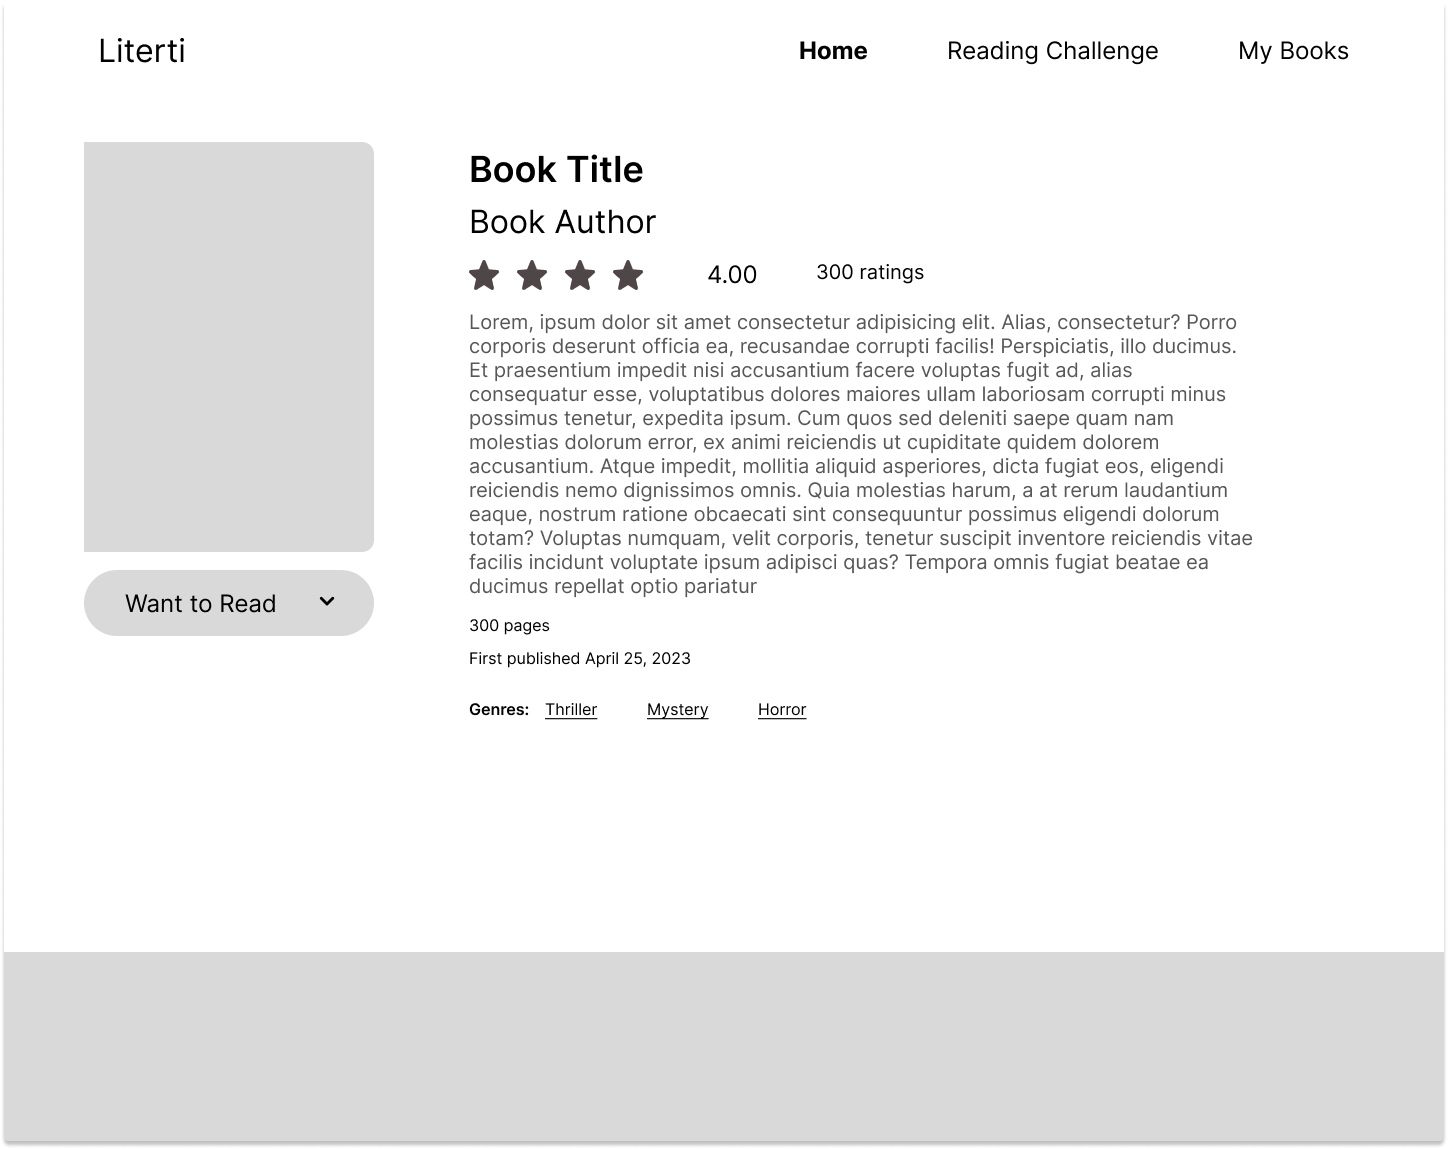 Literti
Home Reading Challenge My Books
Book Title
Book Author
4.00 300 ratings
Lorem, ipsum dolor sit amet consectetur adipisicing elit. Alias, consectetur? Porro
corporis deserunt officia ea, recusandae corrupti facilis! Perspiciatis, illo ducimus.
Et praesentium impedit nisi accusantium facere voluptas fugit ad, alias
consequatur esse, voluptatibus dolores maiores ullam laboriosam corrupti minus
possimus tenetur, expedita ipsum. Cum quos sed deleniti saepe quam nam
molestias dolorum error, ex animi reiciendis ut cupiditate quidem dolorem
accusantium. Atque impedit, mollitia aliquid asperiores, dicta fugiat eos, eligendi
reiciendis nemo dignissimos omnis. Quia molestias harum, a at rerum laudantium
eaque, nostrum ratione obcaecati sint consequuntur possimus eligendi dolorum
totam? Voluptas numquam, velit corporis, tenetur suscipit inventore reiciendis vitae
facilis incidunt voluptate ipsum adipisci quas? Tempora omnis fugiat beatae ea
ducimus repellat optio pariatur
Want to Read
300 pages
First published April 25, 2023
Genres: Thriller Mystery Horror